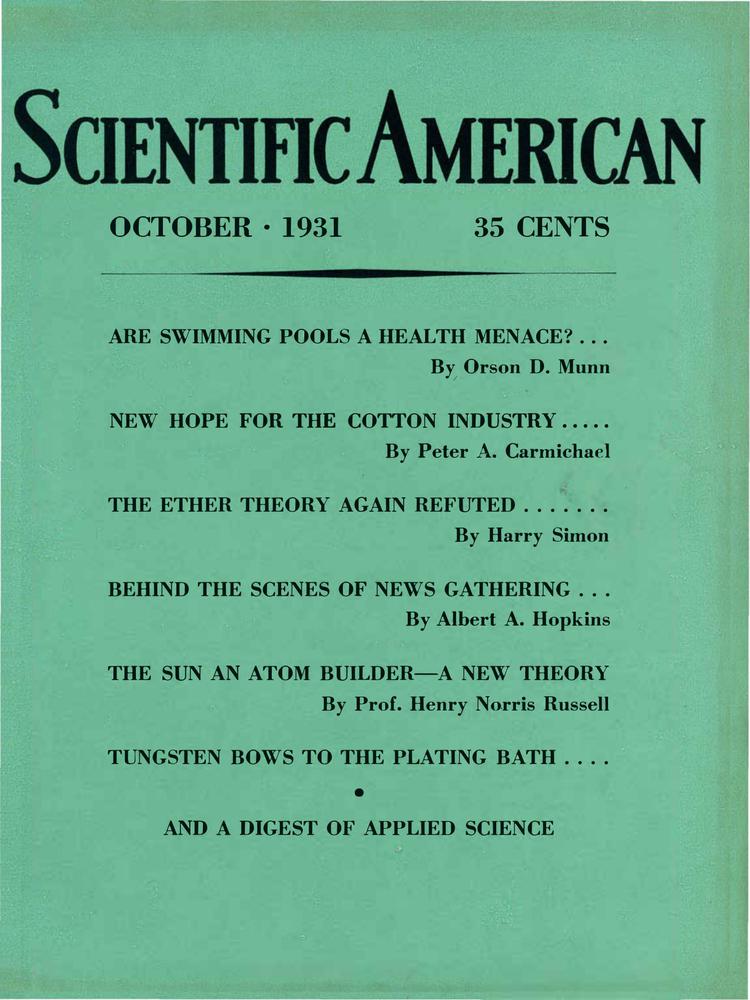 SCIENTIFIC AMERICAN
OCTOBER · 1931 35 CENTS
ARE SWIMMING POOLS A HEALTH MENACE? . . .
By Orson D. Munn
NEW HOPE FOR THE COTTON INDUSTRY . . . . .
By Peter A. Carmichael
THE ETHER THEORY AGAIN REFUTED . . . . . . .
By Harry Simon
BEHIND THE SCENES OF NEWS GATHERING . . .
By Albert A. Hopkins
THE SUN AN ATOM BUILDER—A NEW THEORY
By Prof. Henry Norris Russell
TUNGSTEN BOWS TO THE PLATING BATH . . . .
•
AND A DIGEST OF APPLIED SCIENCE